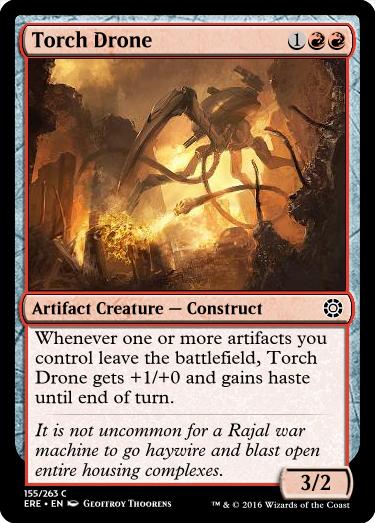 Torch Drone 1
Artifact Creature — Construct
Whenever one or more artifacts you
control leave the battlefield, Torch
Drone gets +1/+0 and gains haste
until end of turn.
It is not uncommon for a Rajal war
machine to go haywire and blast open
entire housing complexes.
3/2
155/263 C
ERE • EN Geoffroy Thoorens
™ & © 2016 Wizards of the Coast